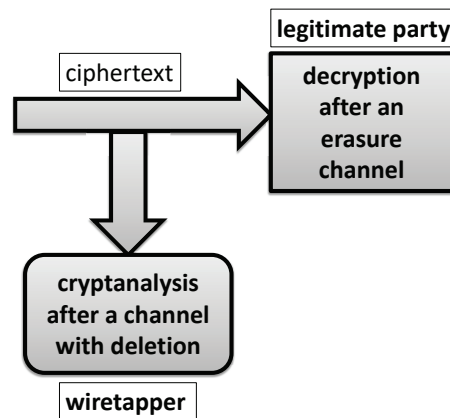 legitimate party
ciphertext
decryption
after an
erasure
channel
cryptanalysis
after a channel
with deletion
wiretapper